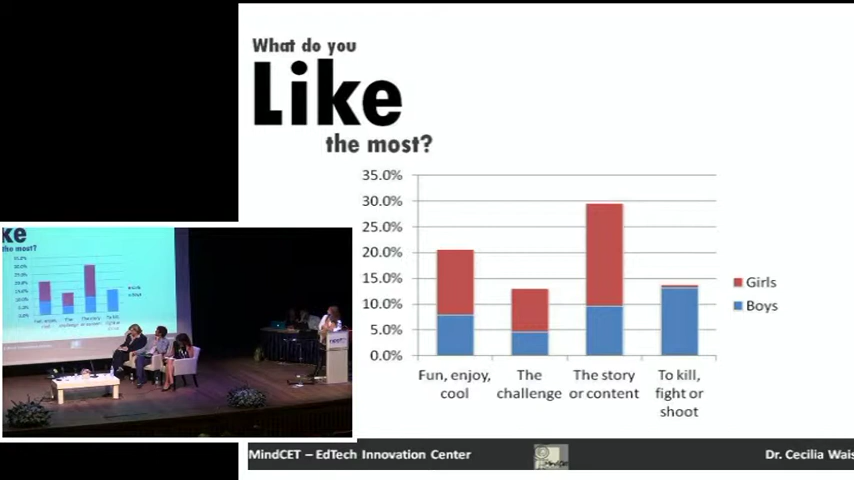 What do you
Like
the most?
35.0%
30.0%
25.0%
20.0%
15.0%
10.0%
5.0%
0.0%
Fun, enjoy,
cool
The
challenge
The story
or content
To kill,
fight or
shoot
Girls
Boys
MindCET – EdTech Innovation Center
Dr. Cecilia Wais
ke
the most?